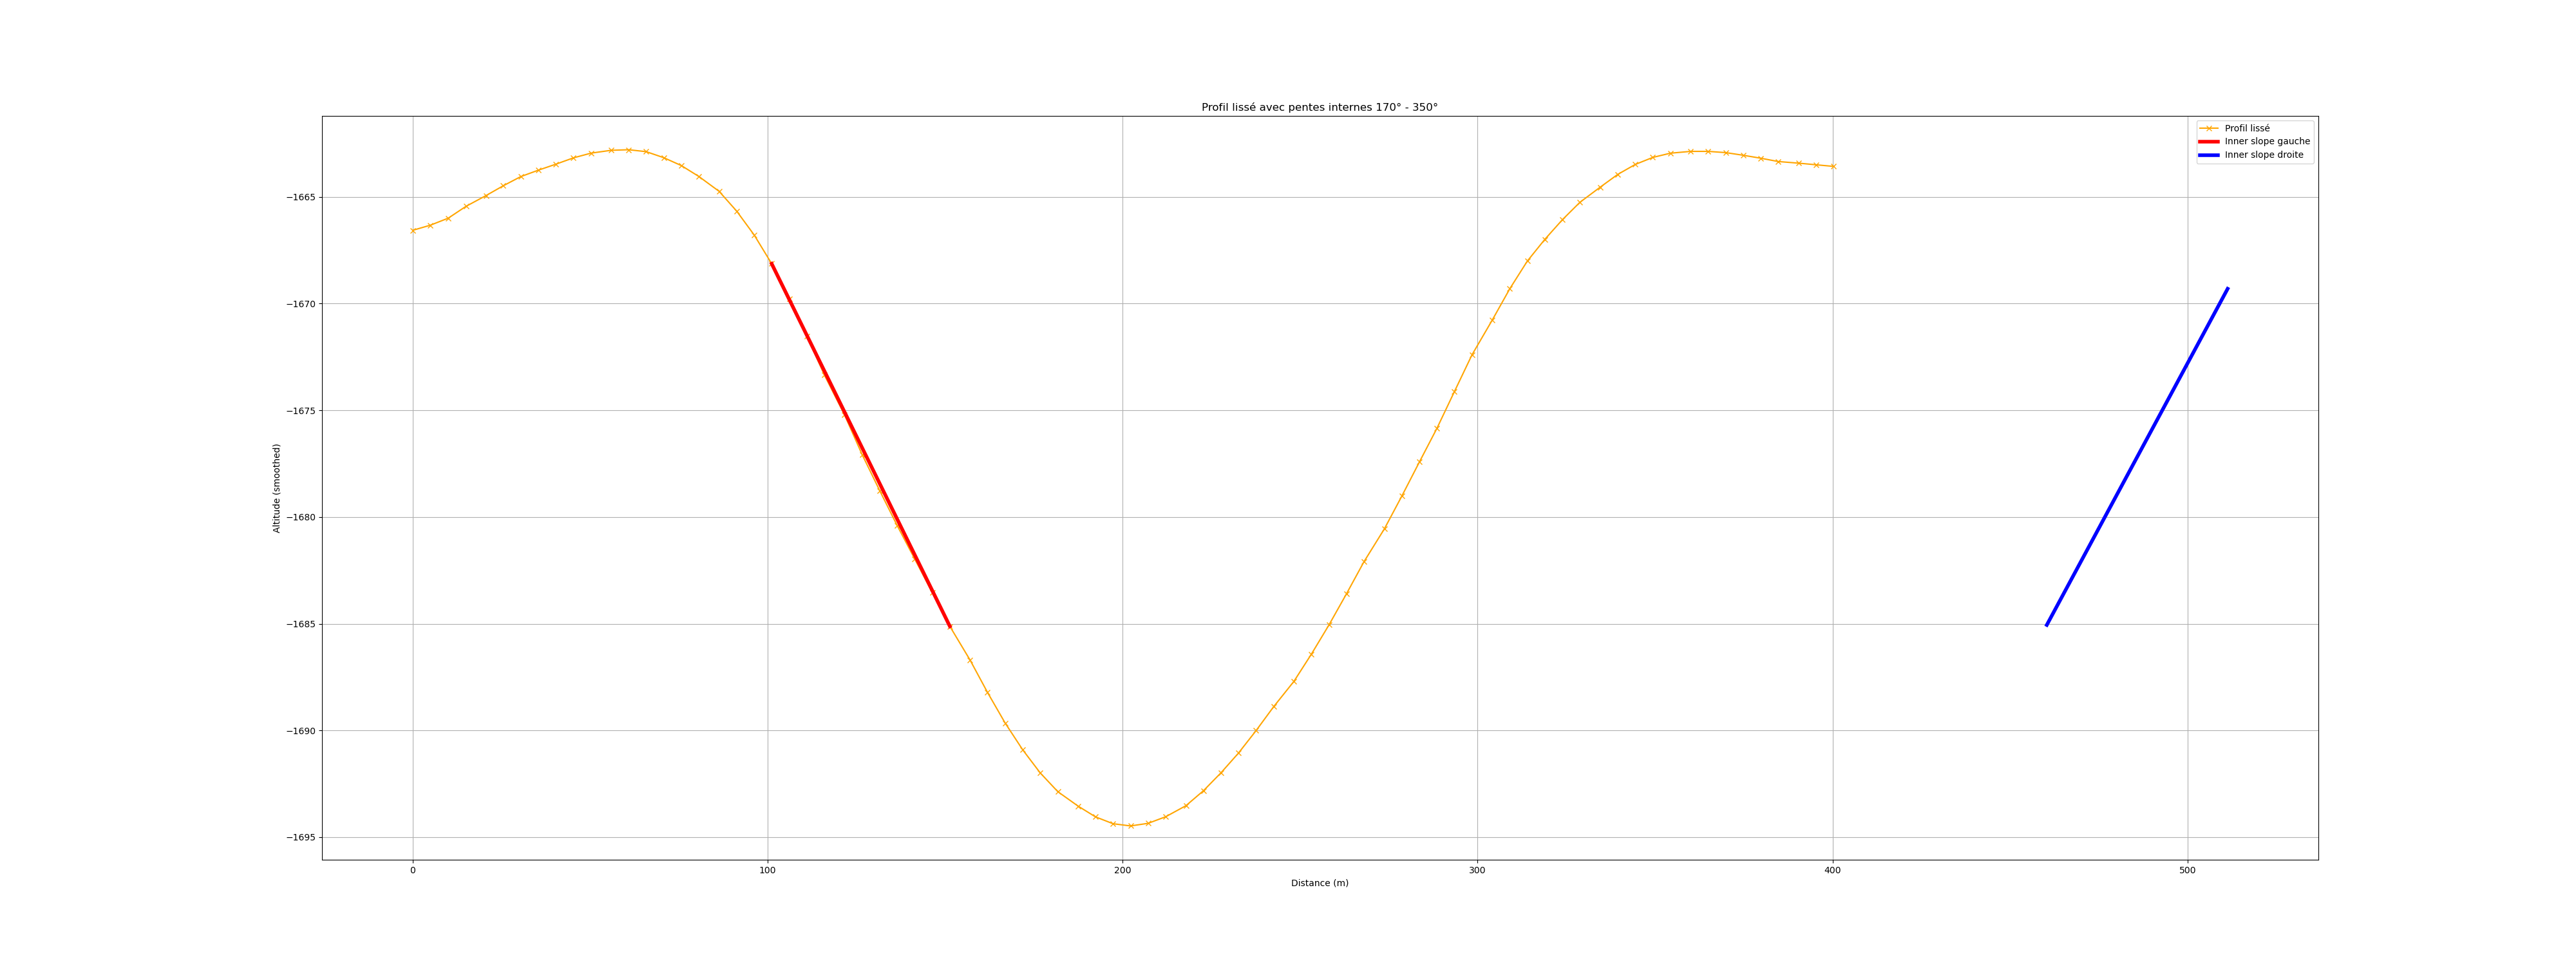 Profil lissé avec pentes internes 170° - 350°
Profil lissé
Inner slope gauche
Inner slope droite
Altitude (smoothed)
−1665
−1670
−1675
−1680
−1685
−1690
−1695
0 100 200 300 400 500
Distance (m)